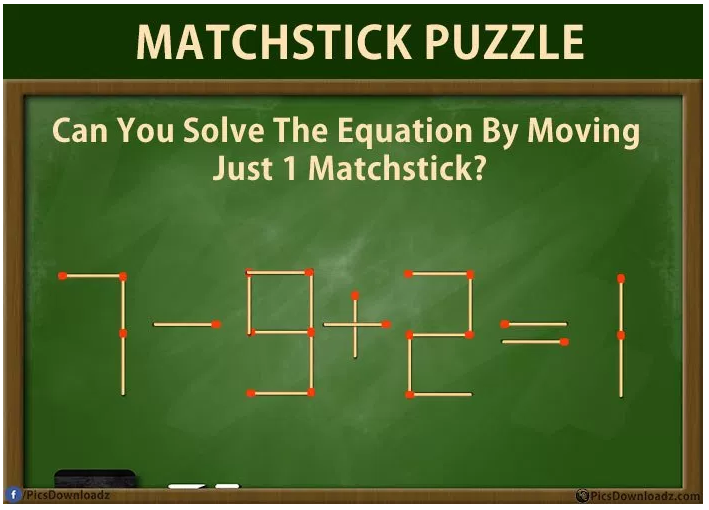 MATCHSTICK PUZZLE
Can You Solve The Equation By Moving
Just 1 Matchstick?
7-9+2=1
/PicsDownloadz
PicsDownloadz.com